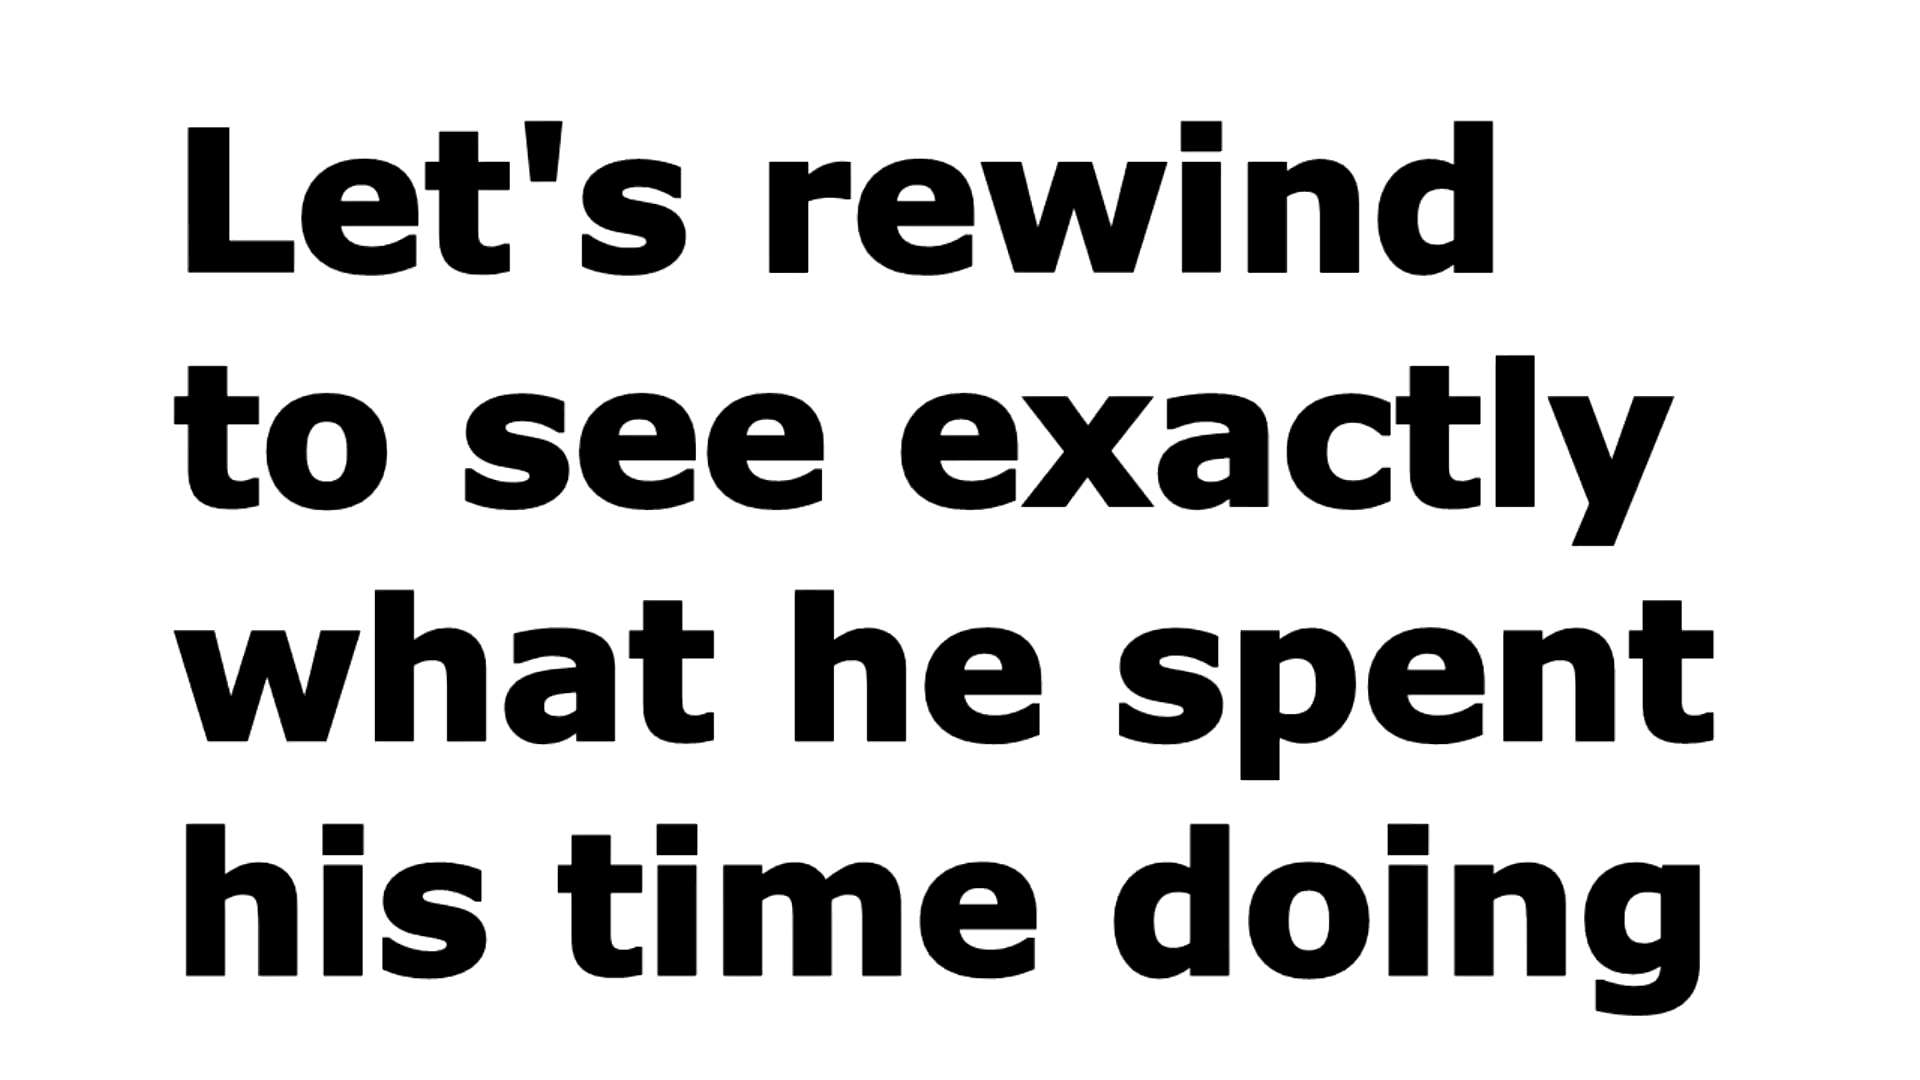 Let's rewind
to see exactly
what he spent
his time doing